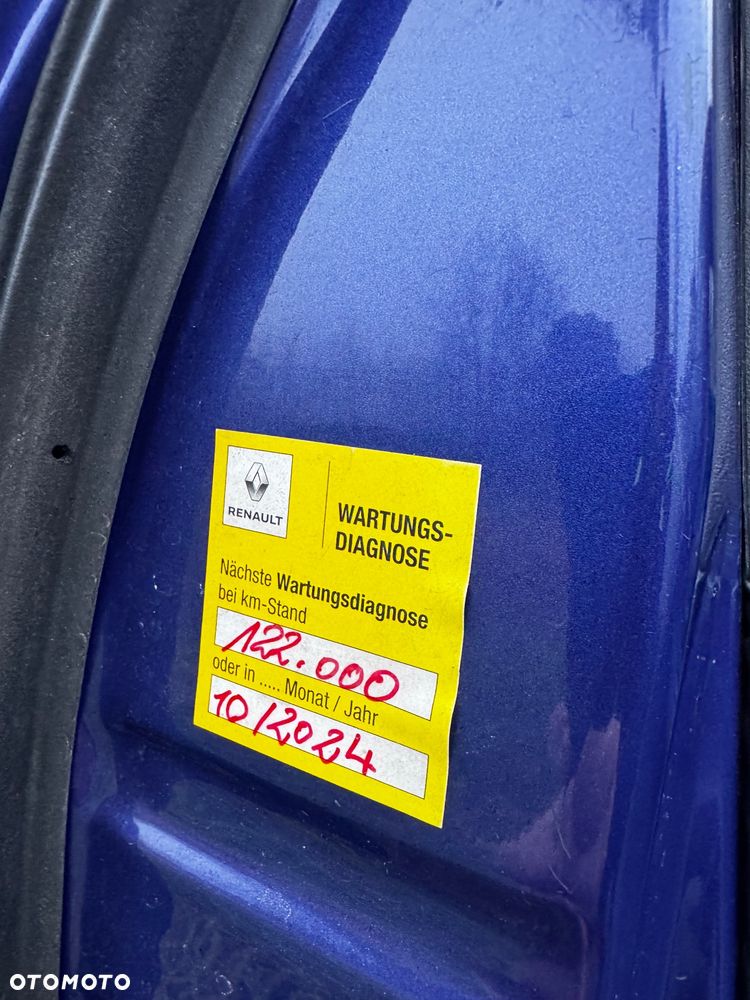 RENAULT
WARTUNGS-
DIAGNOSE
Nächste Wartungsdiagnose
bei km-Stand
122.000
oder in ..... Monat / Jahr
10/2024
OTOMOTO